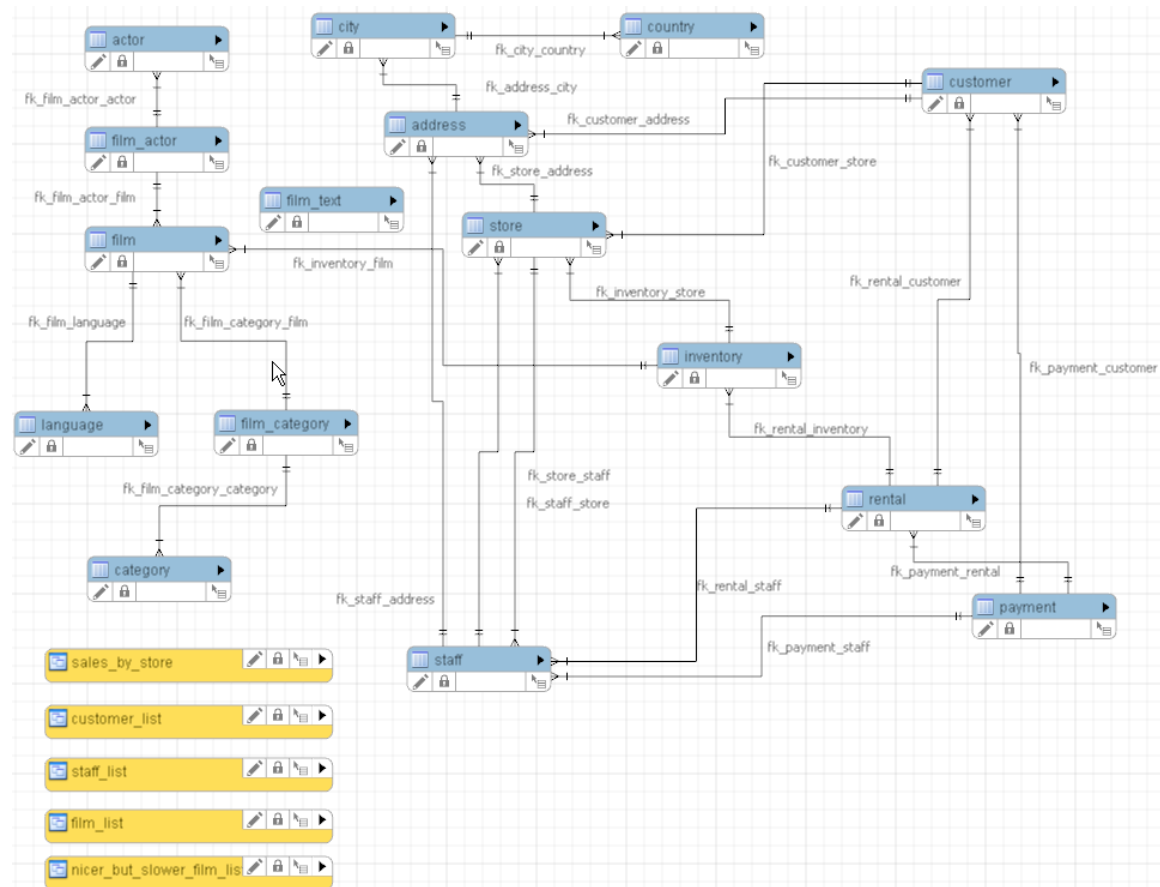 city
country
actor
fk_city_country
customer
fk_film_actor_actor
fk_address_city
address
fk_customer_address
film_actor
fk_customer_store
fk_store_address
fk_film_actor_film
film_text
store
film
fk_inventory_film
fk_rental_customer
fk_inventory_store
fk_film_language
fk_film_category_film
inventory
fk_payment_customer
language
film_category
fk_rental_inventory
fk_store_staff
fk_film_category_category
rental
fk_staff_store
category
fk_payment_rental
fk_rental_staff
fk_staff_address
payment
fk_payment_staff
staff
sales_by_store
customer_list
staff_list
film_list
nicer_but_slower_film_lis